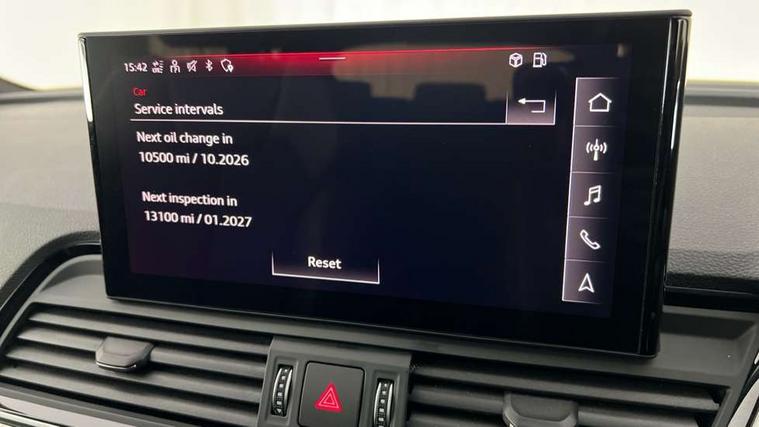 15:42
Car
Service intervals
Next oil change in
10500 mi / 10.2026
Next inspection in
13100 mi / 01.2027
Reset